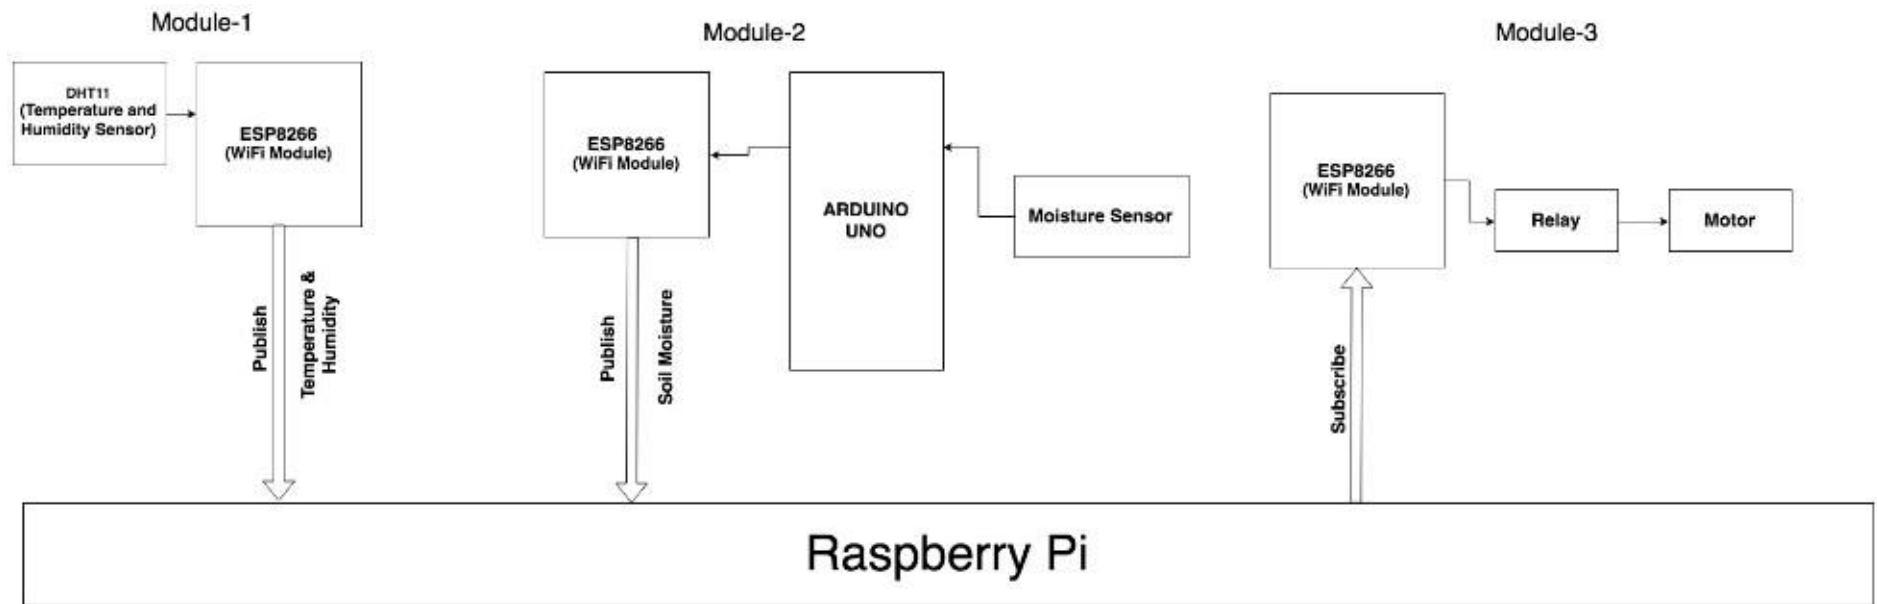 Module-1
DHT11
(Temperature and
Humidity Sensor)
ESP8266
(WiFi Module)
Publish
Temperature &
Humidity
Module-2
ESP8266
(WiFi Module)
ARDUINO
UNO
Moisture Sensor
Publish
Soil Moisture
Module-3
ESP8266
(WiFi Module)
Relay
Motor
Subscribe
Raspberry Pi